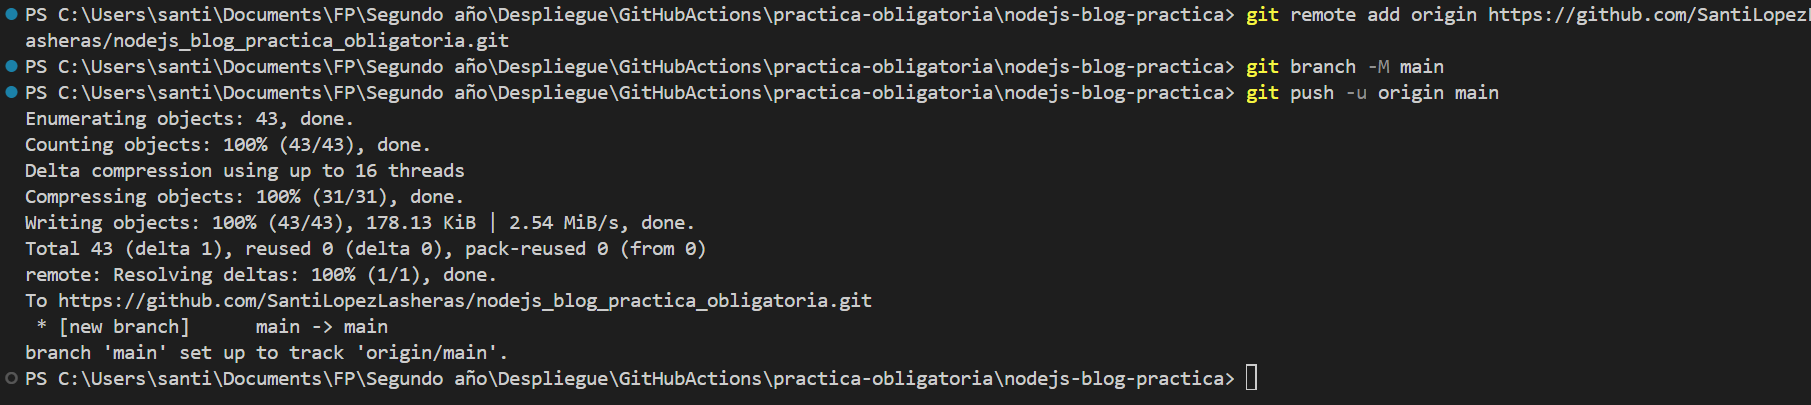 PS C:\Users\santi\Documents\FP\Segundo año\Despliegue\GitHubActions\practica-obligatoria\nodejs-blog-practica> git remote add origin https://github.com/SantiLopezL
asheras/nodejs_blog_practica_obligatoria.git
PS C:\Users\santi\Documents\FP\Segundo año\Despliegue\GitHubActions\practica-obligatoria\nodejs-blog-practica> git branch -M main
PS C:\Users\santi\Documents\FP\Segundo año\Despliegue\GitHubActions\practica-obligatoria\nodejs-blog-practica> git push -u origin main
Enumerating objects: 43, done.
Counting objects: 100% (43/43), done.
Delta compression using up to 16 threads
Compressing objects: 100% (31/31), done.
Writing objects: 100% (43/43), 178.13 KiB | 2.54 MiB/s, done.
Total 43 (delta 1), reused 0 (delta 0), pack-reused 0 (from 0)
remote: Resolving deltas: 100% (1/1), done.
To https://github.com/SantiLopezLasheras/nodejs_blog_practica_obligatoria.git
 * [new branch]      main -> main
branch 'main' set up to track 'origin/main'.
PS C:\Users\santi\Documents\FP\Segundo año\Despliegue\GitHubActions\practica-obligatoria\nodejs-blog-practica>